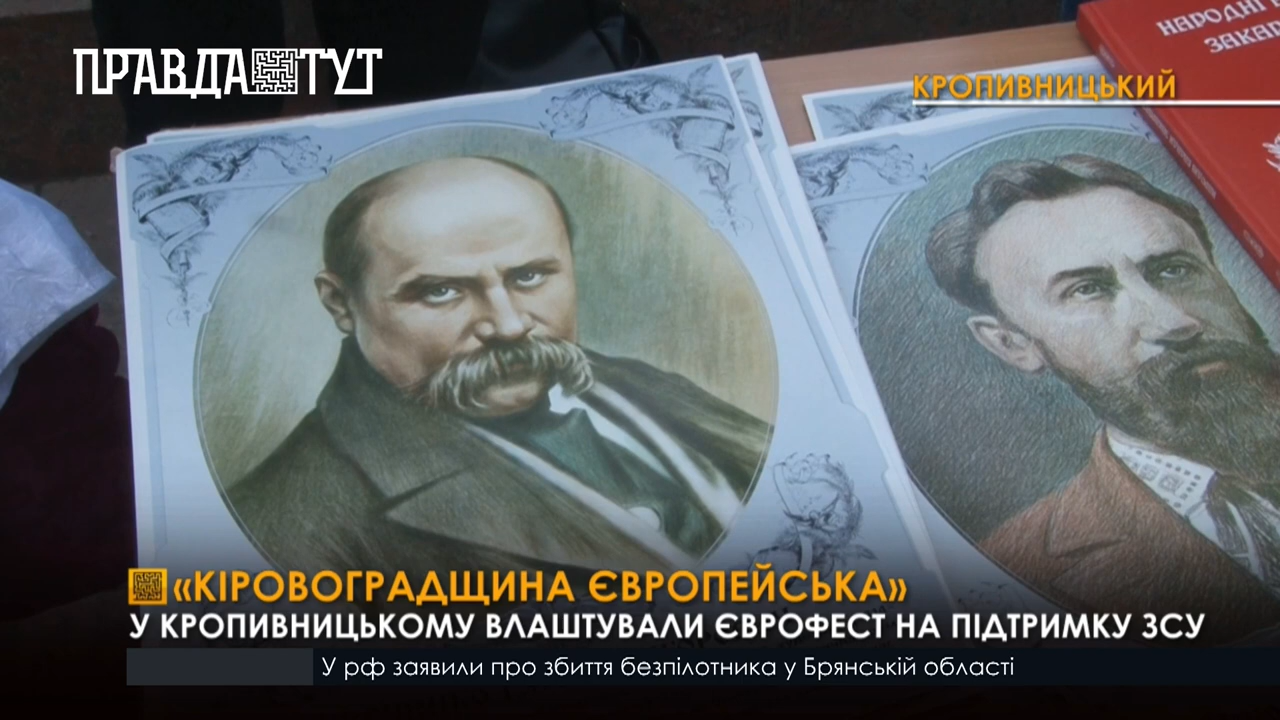 ПРАВДА ТУТ
КРОПИВНИЦЬКИЙ
НАРОДНІ
«КІРОВОГРАДЩИНА ЄВРОПЕЙСЬКА»
У КРОПИВНИЦЬКОМУ ВЛАШТУВАЛИ ЄВРОФЕСТ НА ПІДТРИМКУ ЗСУ
У рф заявили про збиття безпілотника у Брянській області